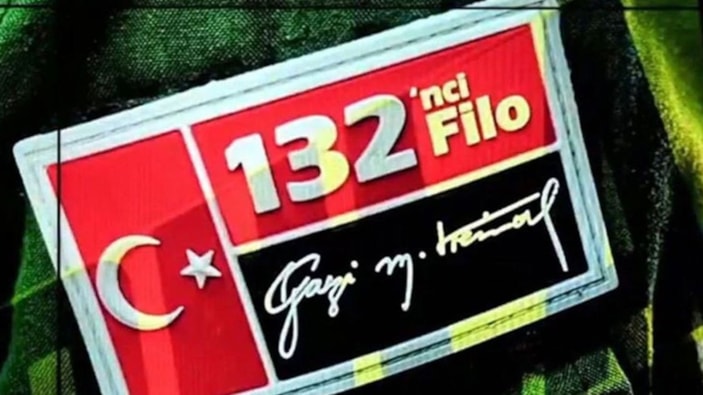 132'nci
Filo
Gazi M. Kemal